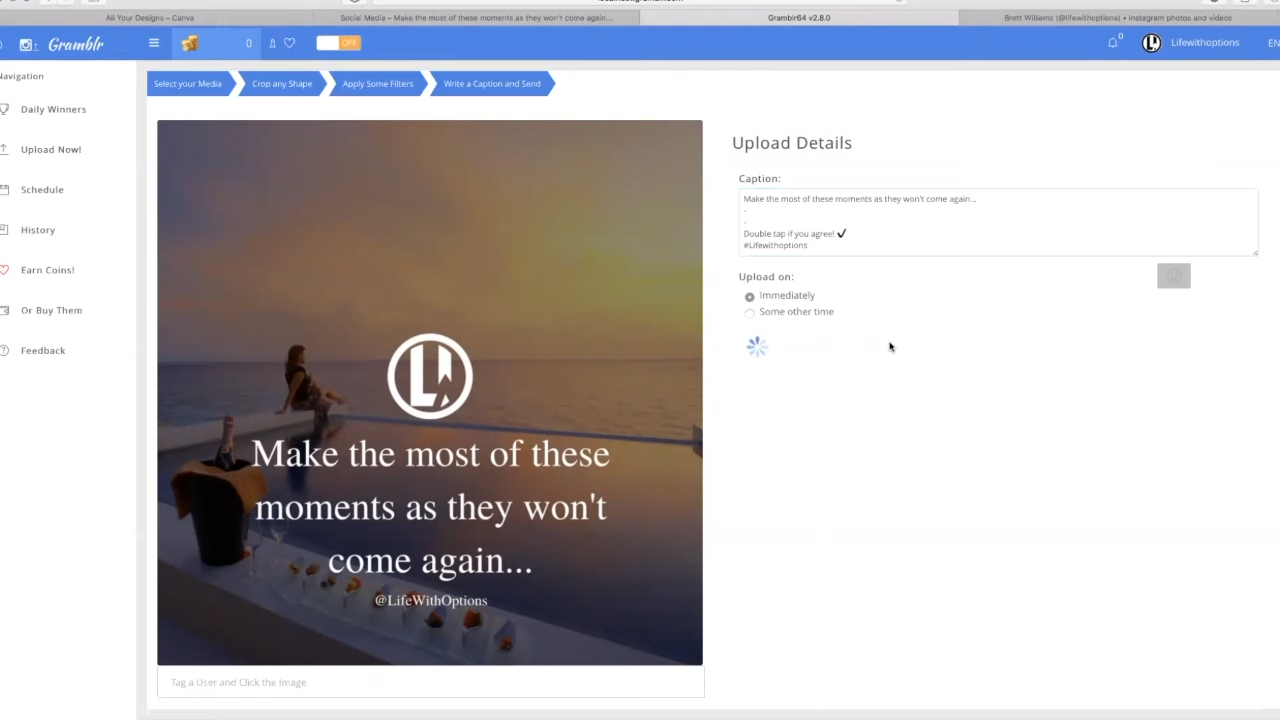 All Your Designs – Canva
Social Media – Make the most of these moments as they won't come again...
Gramblr64 v2.8.0
Brett Williams (@lifewithoptions) • Instagram photos and videos
Gramblr
0
OFF
0
Lifewithoptions
EN
Navigation
Daily Winners
Upload Now!
Schedule
History
Earn Coins!
Or Buy Them
Feedback
Select your Media
Crop any Shape
Apply Some Filters
Write a Caption and Send
Make the most of these
moments as they won't
come again...
@LifeWithOptions
Tag a User and Click the Image
Upload Details
Caption:
Make the most of these moments as they won't come again...
.
.
Double tap if you agree! ✔
#Lifewithoptions
Upload on:
Immediately
Some other time